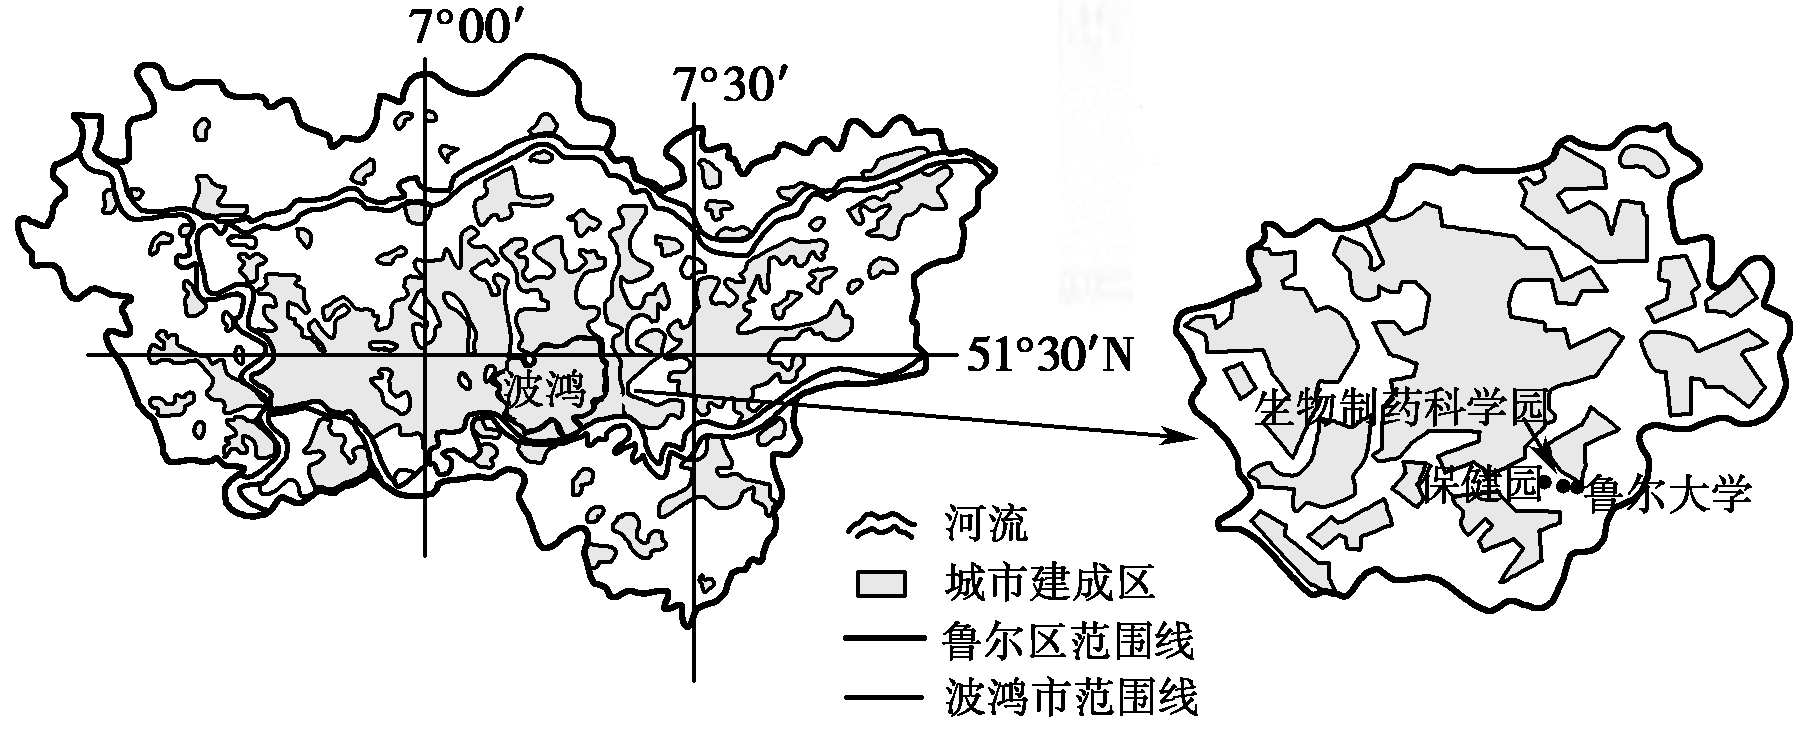 7°00′
7°30′
51°30′N
波鸿
生物制药科学园
保健园
鲁尔大学
河流
城市建成区
鲁尔区范围线
波鸿市范围线